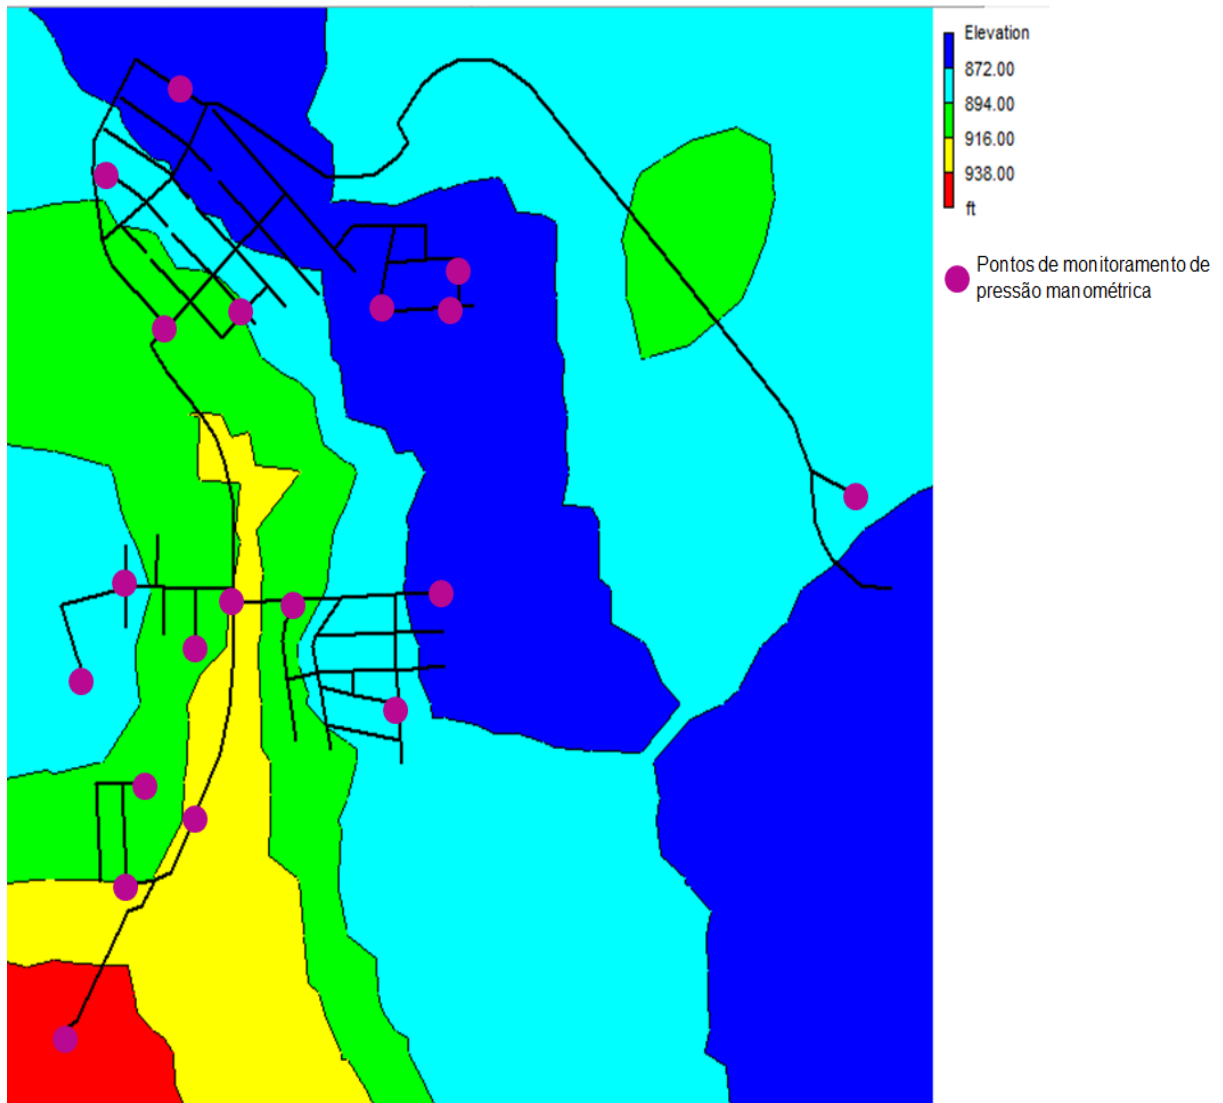 Elevation
872.00
894.00
916.00
938.00
ft
Pontos de monitoramento de
pressão manométrica